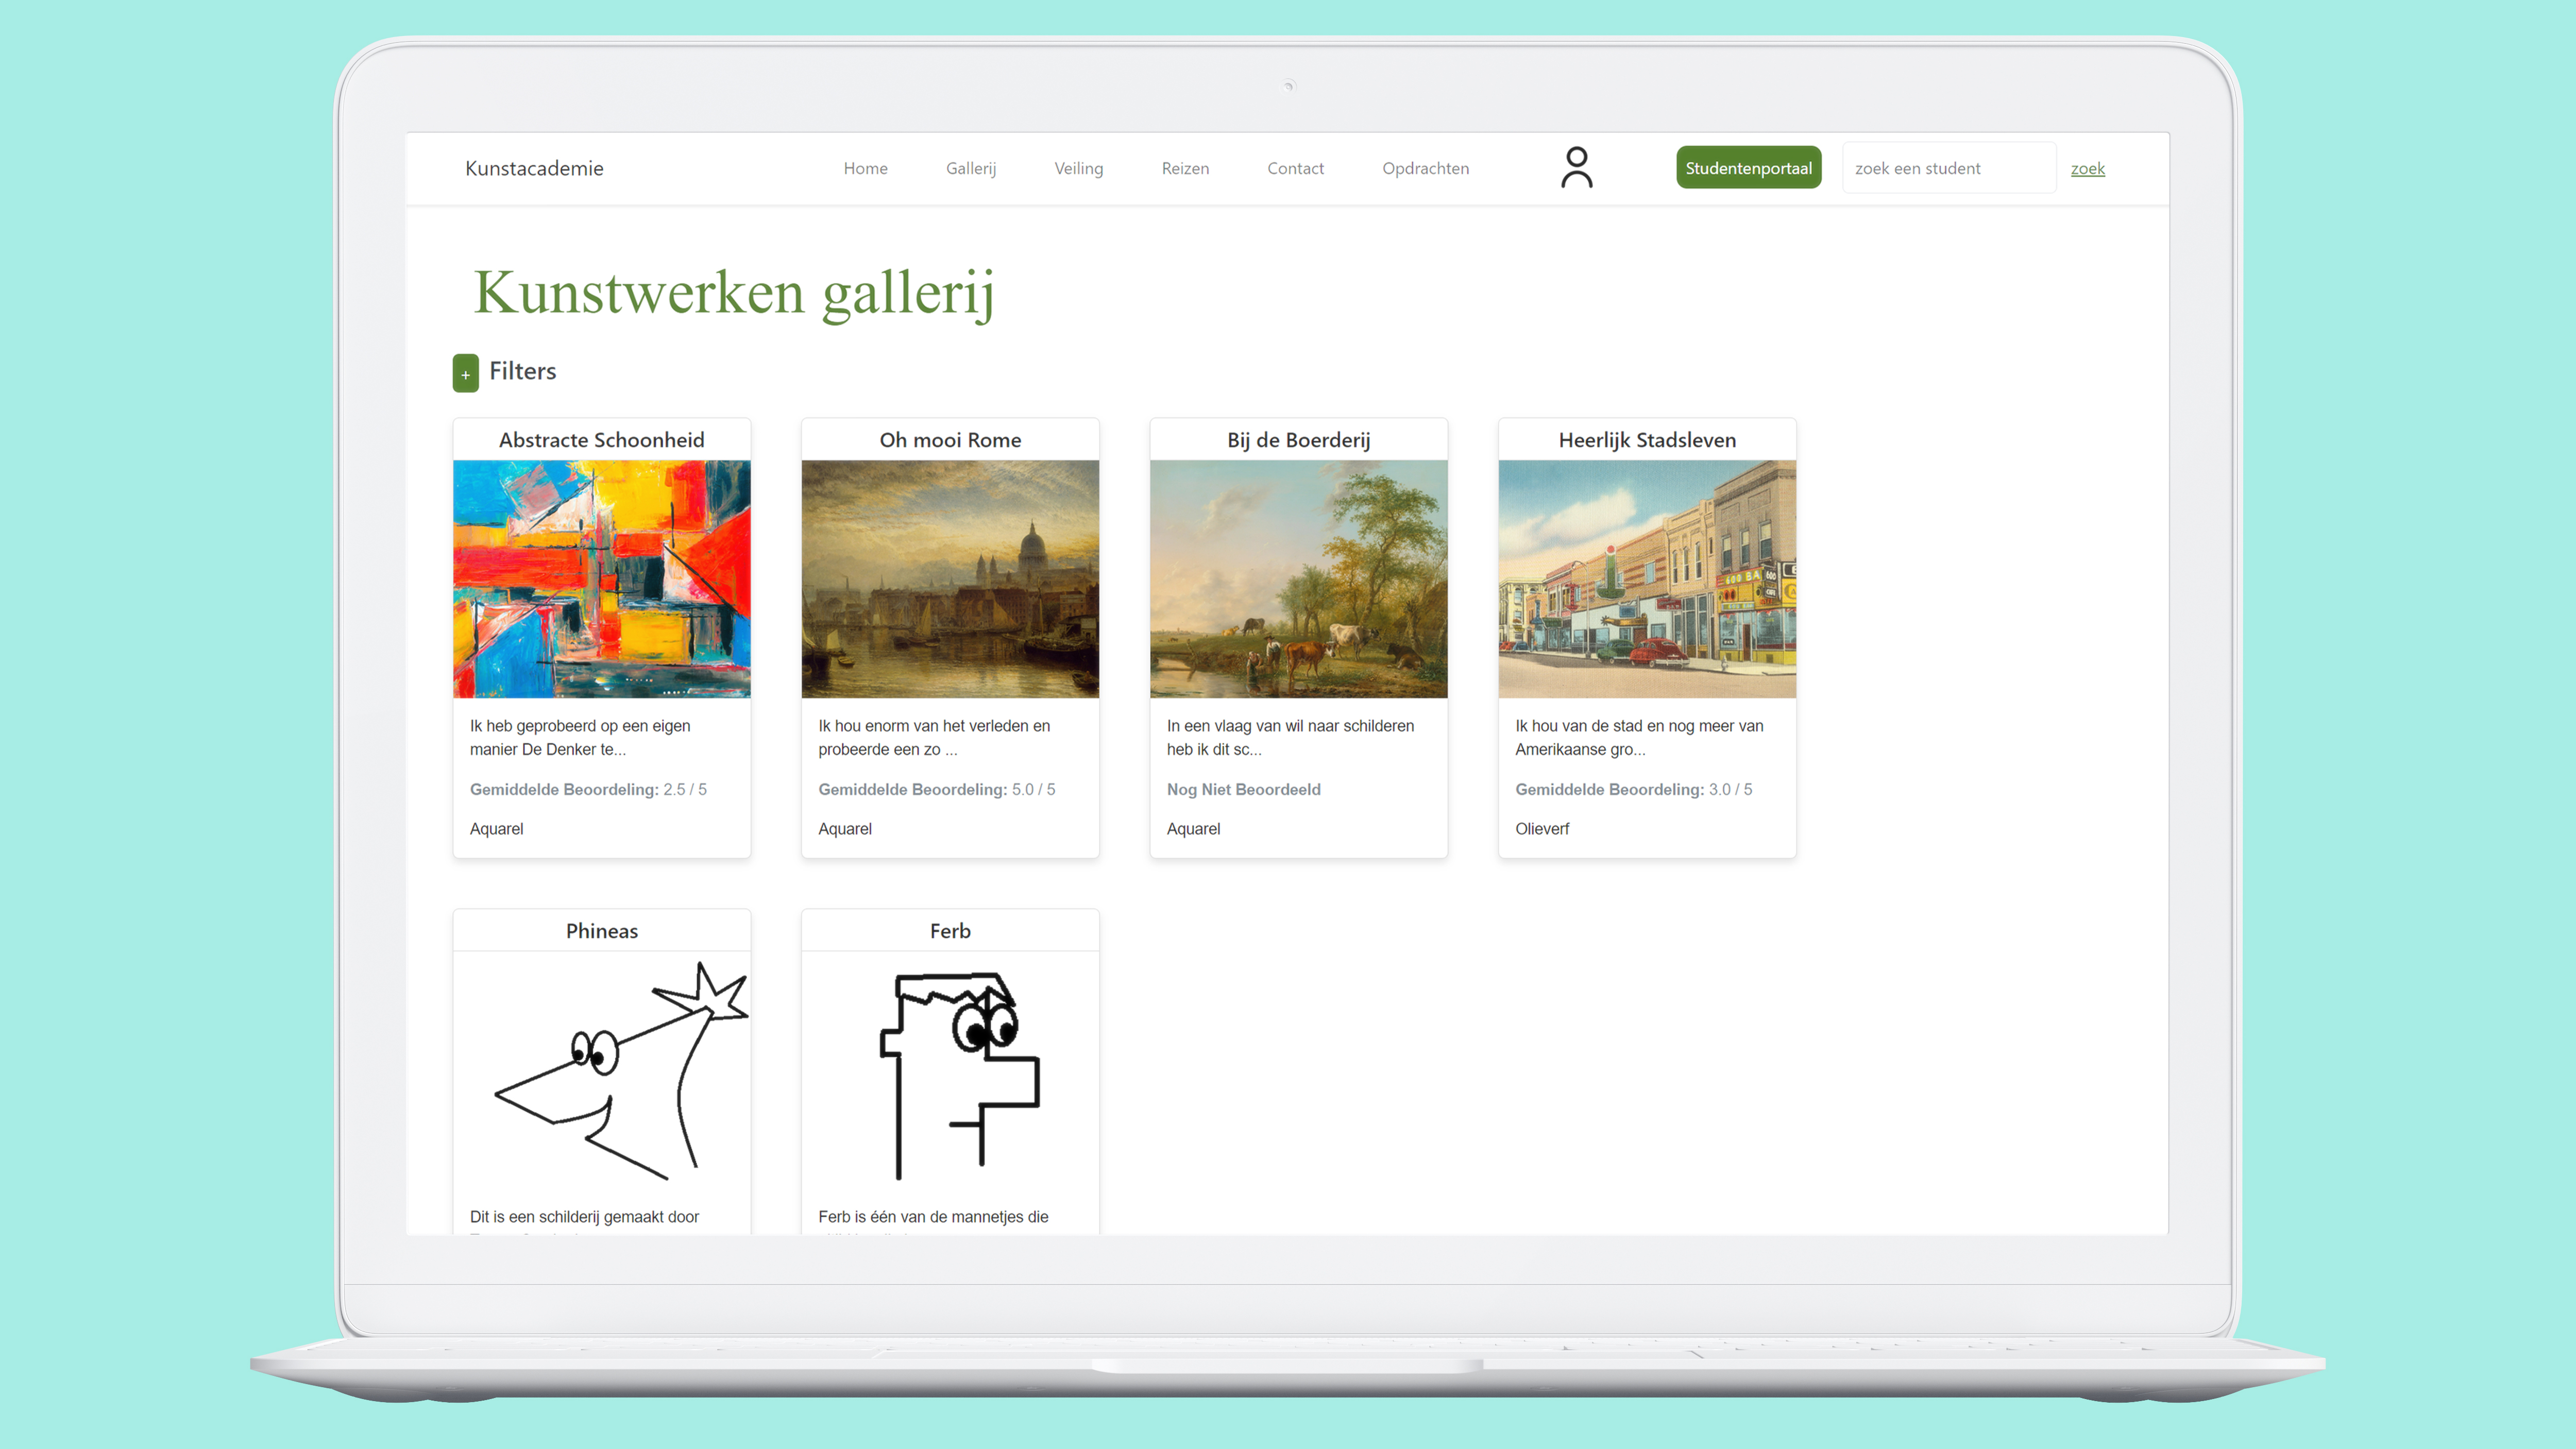 Kunstacademie
Home
Gallerij
Veiling
Reizen
Contact
Opdrachten
Studentenportaal
zoek een student
zoek
Kunstwerken gallerij
+ Filters
Abstracte Schoonheid
Ik heb geprobeerd op een eigen
manier De Denker te...
Gemiddelde Beoordeling: 2.5 / 5
Aquarel
Oh mooi Rome
Ik hou enorm van het verleden en
probeerde een zo ...
Gemiddelde Beoordeling: 5.0 / 5
Aquarel
Bij de Boerderij
In een vlaag van wil naar schilderen
heb ik dit sc...
Nog Niet Beoordeeld
Aquarel
Heerlijk Stadsleven
600 BA
600
Ik hou van de stad en nog meer van
Amerikaanse gro...
Gemiddelde Beoordeling: 3.0 / 5
Olieverf
Phineas
Dit is een schilderij gemaakt door
Ferb
Ferb is één van de mannetjes die